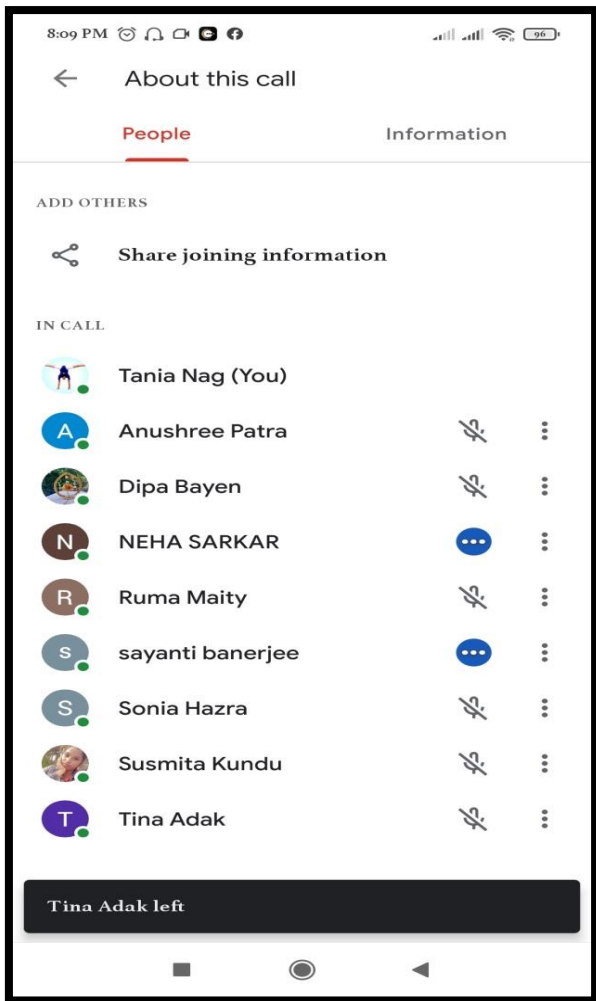 8:09 PM 96
About this call
People Information
ADD OTHERS
Share joining information
IN CALL
Tania Nag (You)
A Anushree Patra
Dipa Bayen
N NEHA SARKAR
R Ruma Maity
s sayanti banerjee
S Sonia Hazra
Susmita Kundu
T Tina Adak
Tina Adak left